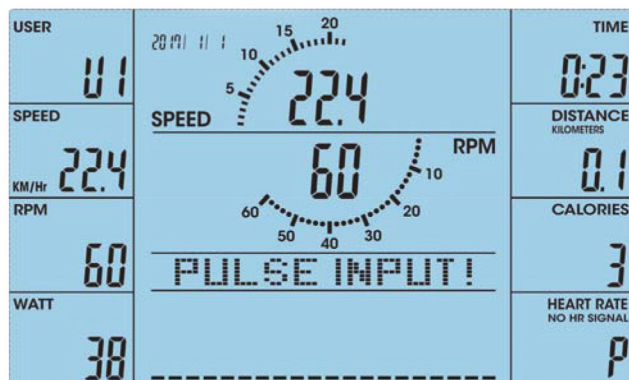 USER
U1
SPEED
KM/Hr 22.4
RPM
60
WATT
38
2017/ 1/ 1
5 10 15 20
SPEED 22.4
60 RPM
10 20 30 40 50 60
PULSE INPUT!
TIME
0:23
DISTANCE
KILOMETERS
0.1
CALORIES
3
HEART RATE
NO HR SIGNAL
P